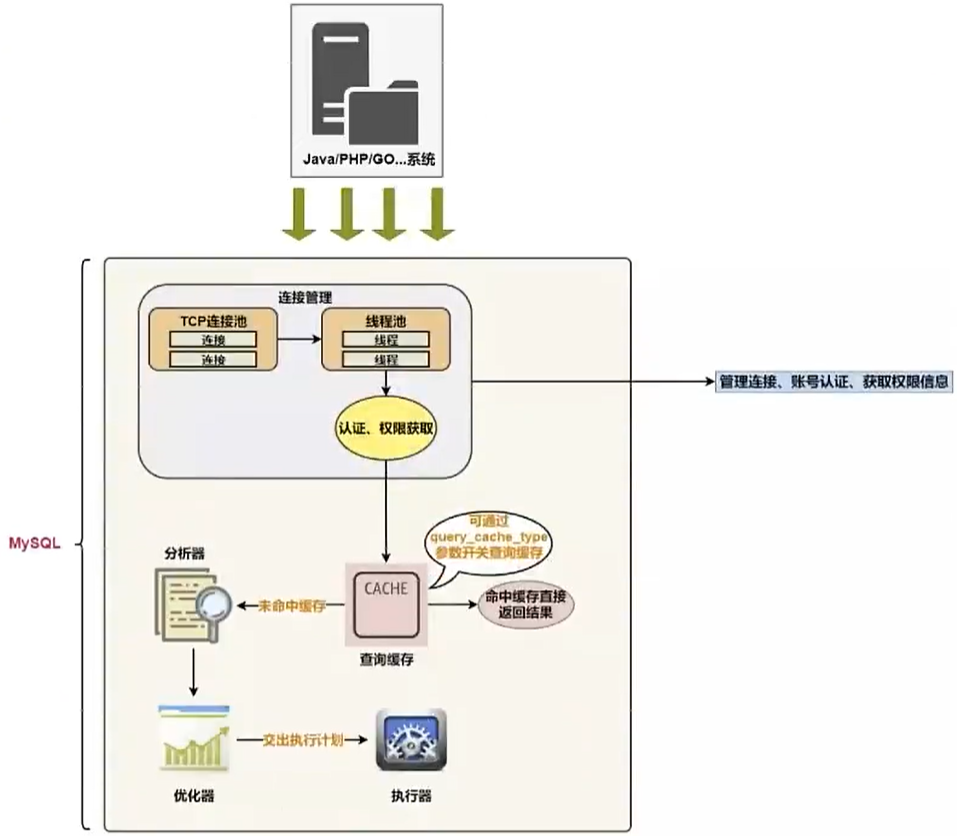 Java/PHP/GO...系统
连接管理
TCP连接池
连接
连接
线程池
线程
线程
认证、权限获取
管理连接、账号认证、获取权限信息
MySQL
可通过
query_cache_type
参数开关查询缓存
分析器
未命中缓存
CACHE
命中缓存直接
返回结果
查询缓存
交出执行计划
优化器
执行器